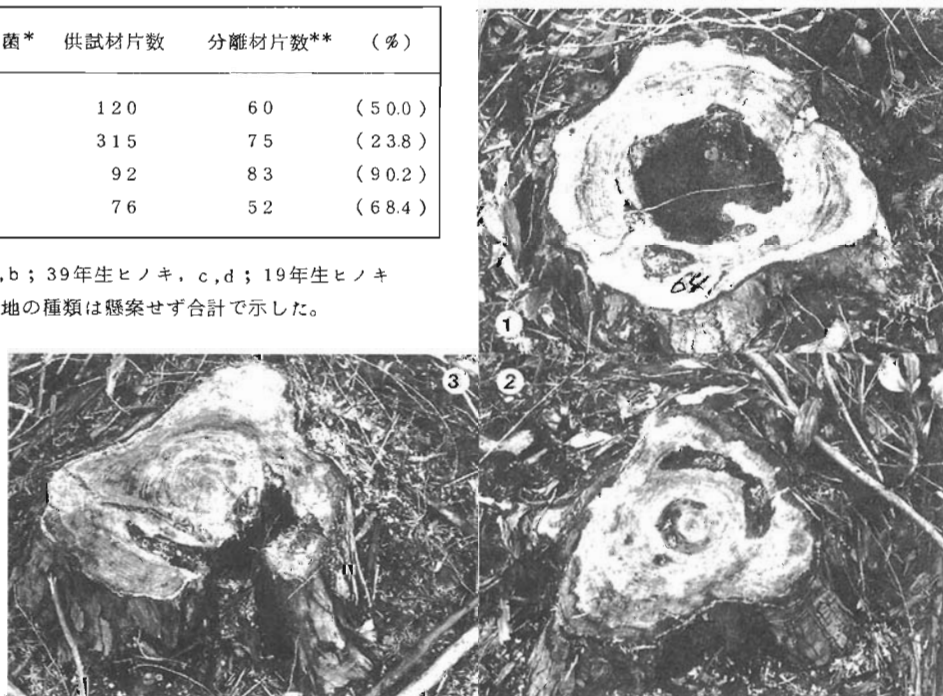 菌* 供試材片数 分離材片数** (%)
120 60 (50.0)
315 75 (23.8)
92 83 (90.2)
76 52 (68.4)
,b;39年生ヒノキ, c,d;19年生ヒノキ
地の種類は懸案せず合計で示した。
641
1
3
2